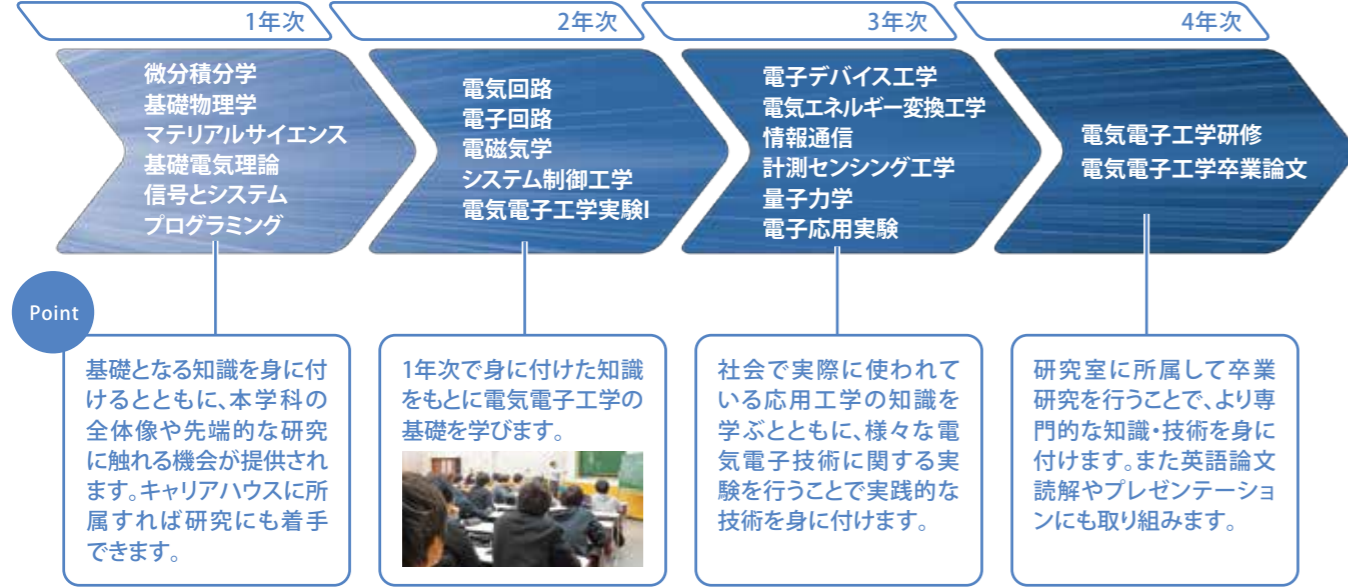 1年次
微分積分学
基礎物理学
マテリアルサイエンス
基礎電気理論
信号とシステム
プログラミング
2年次
電気回路
電子回路
電磁気学
システム制御工学
電気電子工学実験I
3年次
電子デバイス工学
電気エネルギー変換工学
情報通信
計測センシング工学
量子力学
電子応用実験
4年次
電気電子工学研修
電気電子工学卒業論文
Point
基礎となる知識を身に付
けるとともに、本学科の
全体像や先端的な研究
に触れる機会が提供され
ます。キャリアハウスに所
属すれば研究にも着手
できます。
1年次で身に付けた知識
をもとに電気電子工学の
基礎を学びます。
社会で実際に使われて
いる応用工学の知識を
学ぶとともに、様々な電
気電子技術に関する実
験を行うことで実践的な
技術を身に付けます。
研究室に所属して卒業
研究を行うことで、より専
門的な知識・技術を身に
付けます。また英語論文
読解やプレゼンテーショ
ンにも取り組みます。